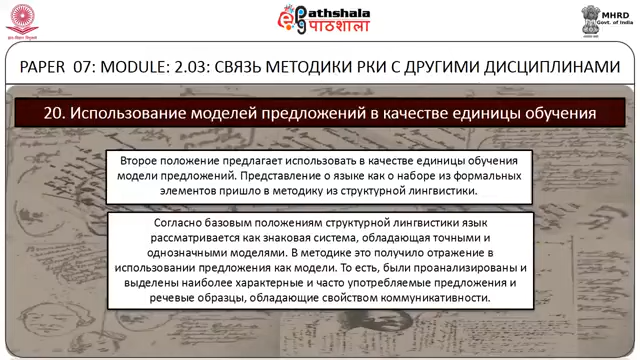 ePathshala
पाठशाला
MHRD
Govt. of India
PAPER 07: MODULE: 2.03: СВЯЗЬ МЕТОДИКИ РКИ С ДРУГИМИ ДИСЦИПЛИНАМИ
20. Использование моделей предложений в качестве единицы обучения
Второе положение предлагает использовать в качестве единицы обучения
модели предложений. Представление о языке как о наборе из формальных
элементов пришло в методику из структурной лингвистики.
Согласно базовым положениям структурной лингвистики язык
рассматривается как знаковая система, обладающая точными и
однозначными моделями. В методике это получило отражение в
использовании предложения как модели. То есть, были проанализированы и
выделены наиболее характерные и часто употребляемые предложения и
речевые образцы, обладающие свойством коммуникативности.